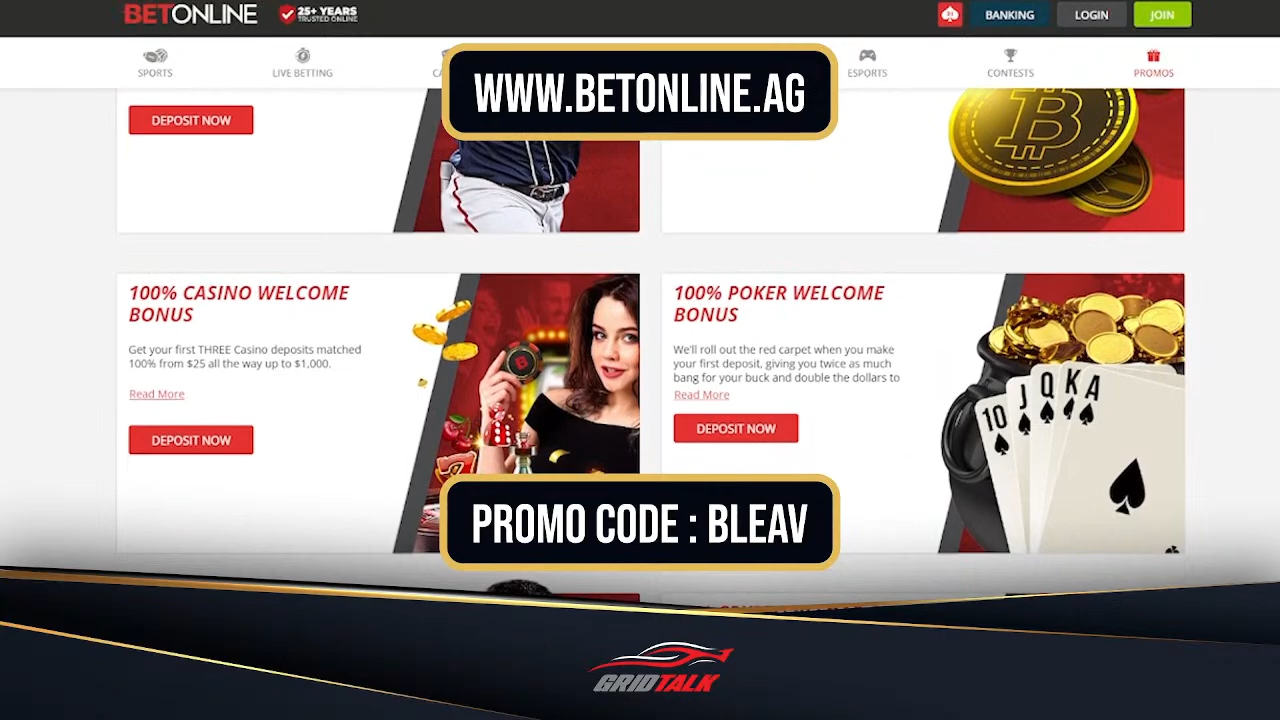 BETONLINE
25+ YEARS
TRUSTED ONLINE
BANKING
LOGIN
JOIN
SPORTS
LIVE BETTING
ESPORTS
CONTESTS
PROMOS
WWW.BETONLINE.AG
DEPOSIT NOW
100% CASINO WELCOME
BONUS
Get your first THREE Casino deposits matched
100% from $25 all the way up to $1,000.
Read More
DEPOSIT NOW
100% POKER WELCOME
BONUS
We'll roll out the red carpet when you make
your first deposit, giving you twice as much
bang for your buck and double the dollars to
Read More
DEPOSIT NOW
B
10 J Q K A
PROMO CODE : BLEAV
GRIDTALK